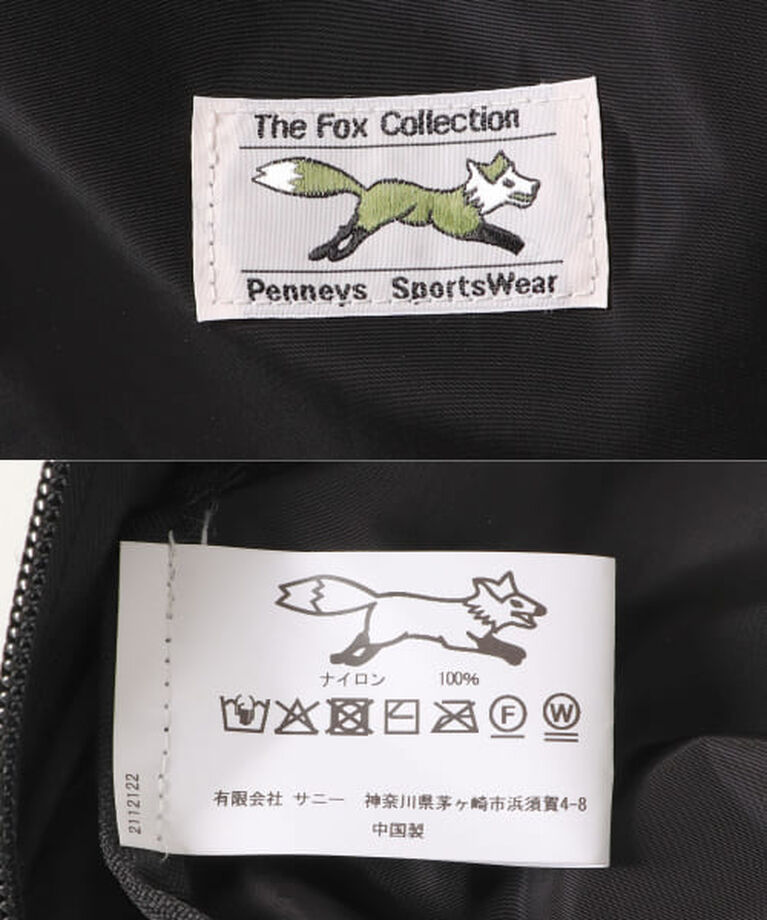 The Fox Collection
Penneys SportsWear
ナイロン 100%
F W
有限会社 サニー 神奈川県茅ヶ崎市浜須賀4-8
中国製
2112122